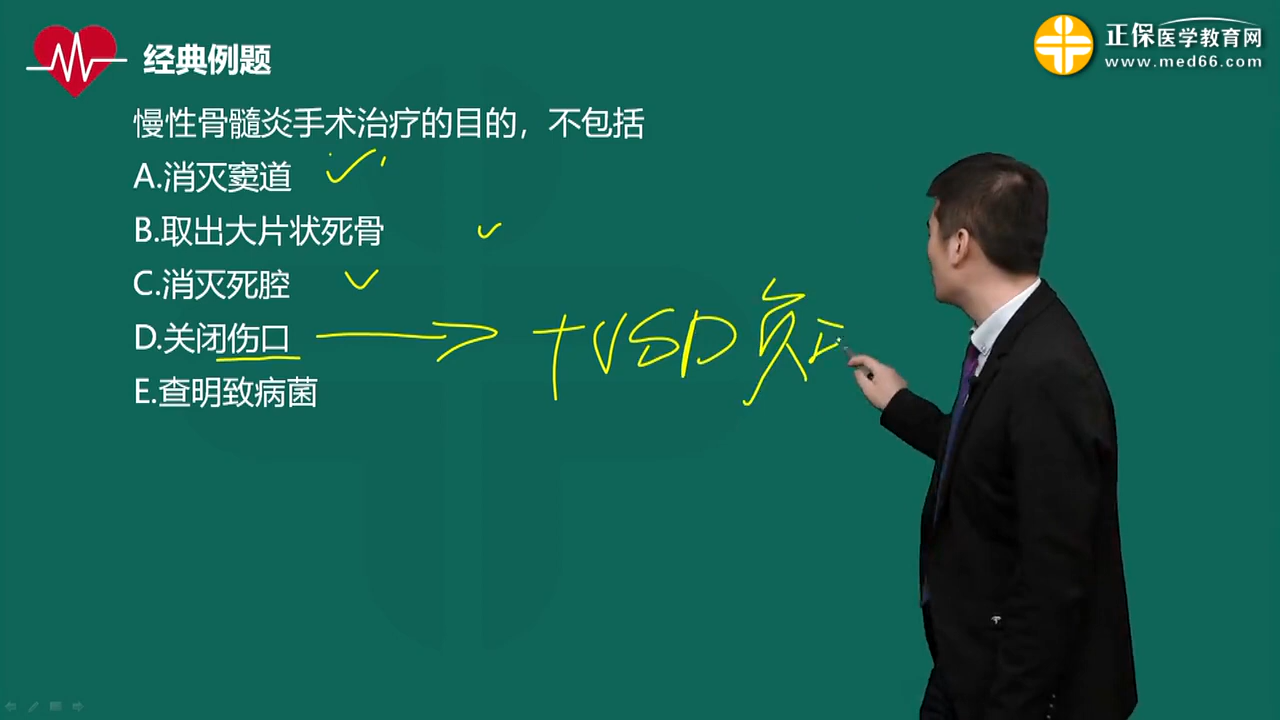 经典例题
正保医学教育网
www.med66.com
慢性骨髓炎手术治疗的目的，不包括
A.消灭窦道
B.取出大片状死骨
C.消灭死腔
D.关闭伤口
+VSD 负
E.查明致病菌